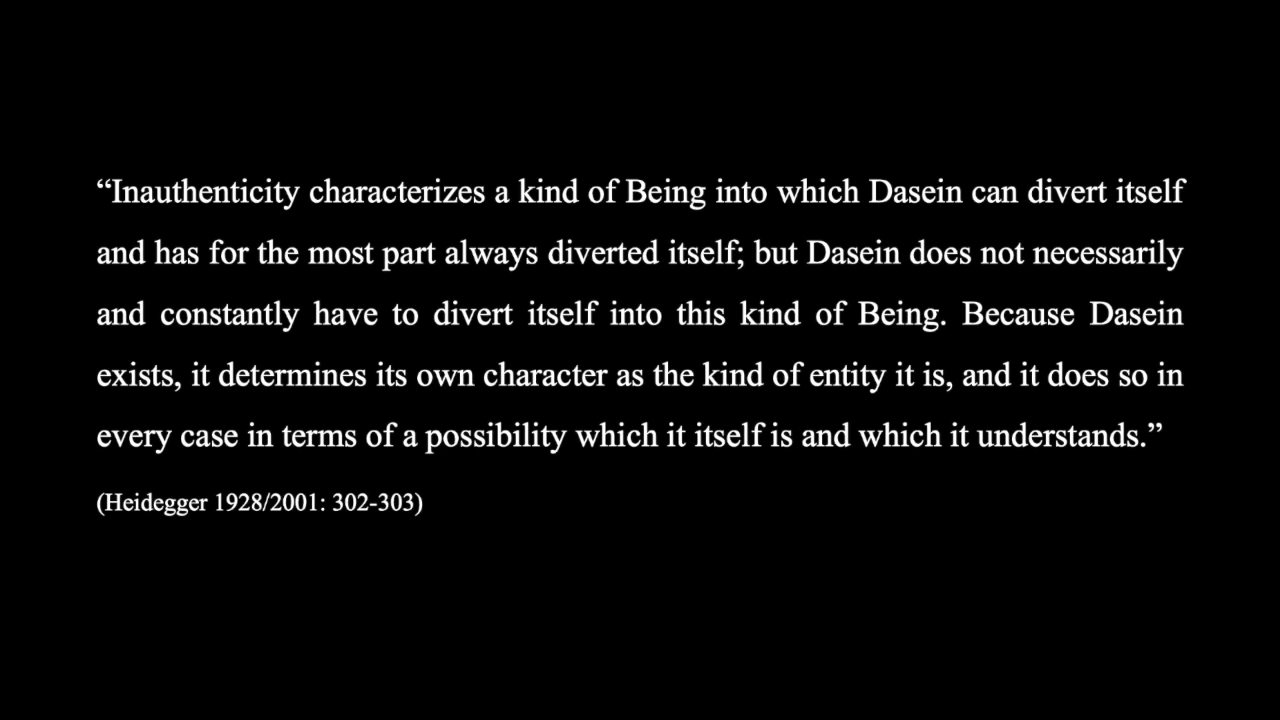 “Inauthenticity characterizes a kind of Being into which Dasein can divert itself
and has for the most part always diverted itself; but Dasein does not necessarily
and constantly have to divert itself into this kind of Being. Because Dasein
exists, it determines its own character as the kind of entity it is, and it does so in
every case in terms of a possibility which it itself is and which it understands.”
(Heidegger 1928/2001: 302-303)